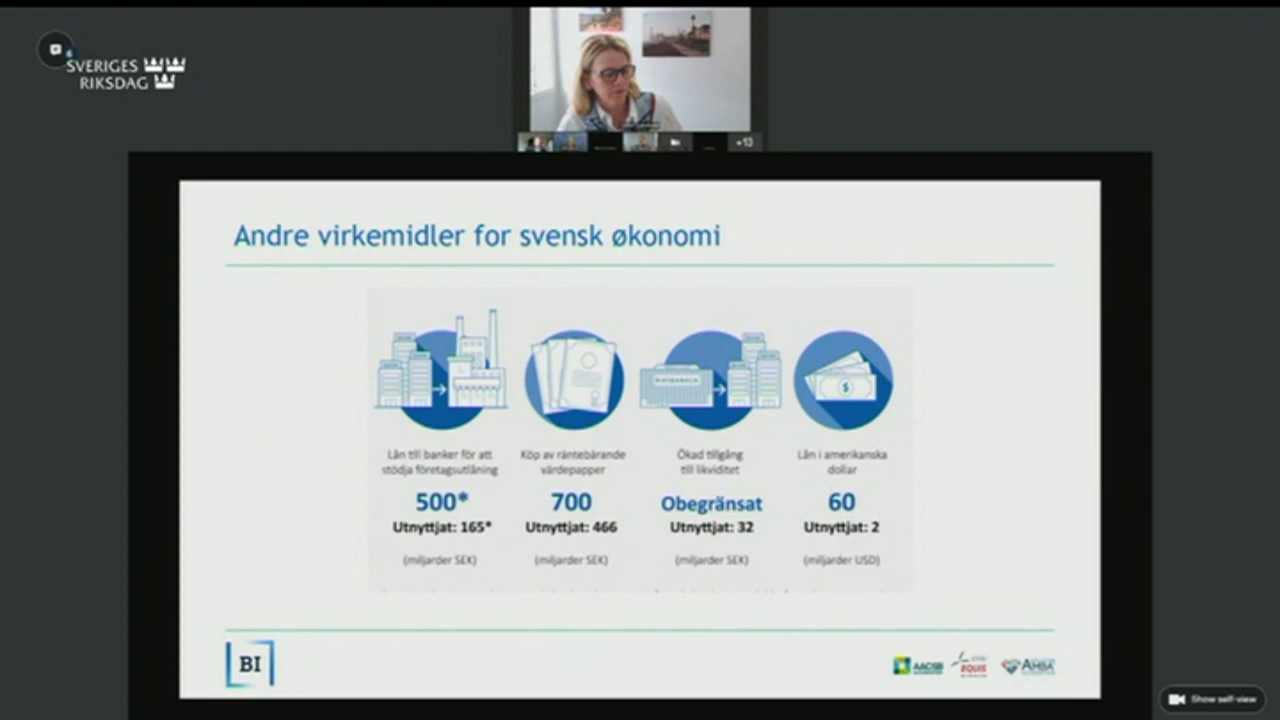 SVERIGES
RIKSDAG
+13
Andre virkemidler for svensk økonomi
RIKSBANKEN
$
Lån till banker för att
stödja företagsutlåning
500*
Utnyttjat: 165*
(miljarder SEK)
Köp av räntebärande
värdepapper
700
Utnyttjat: 466
(miljarder SEK)
Ökad tillgång
till likviditet
Obegränsat
Utnyttjat: 32
(miljarder SEK)
Lån i amerikanska
dollar
60
Utnyttjat: 2
(miljarder USD)
BI
AACSB
EQUIS
AMBA
Show self-view